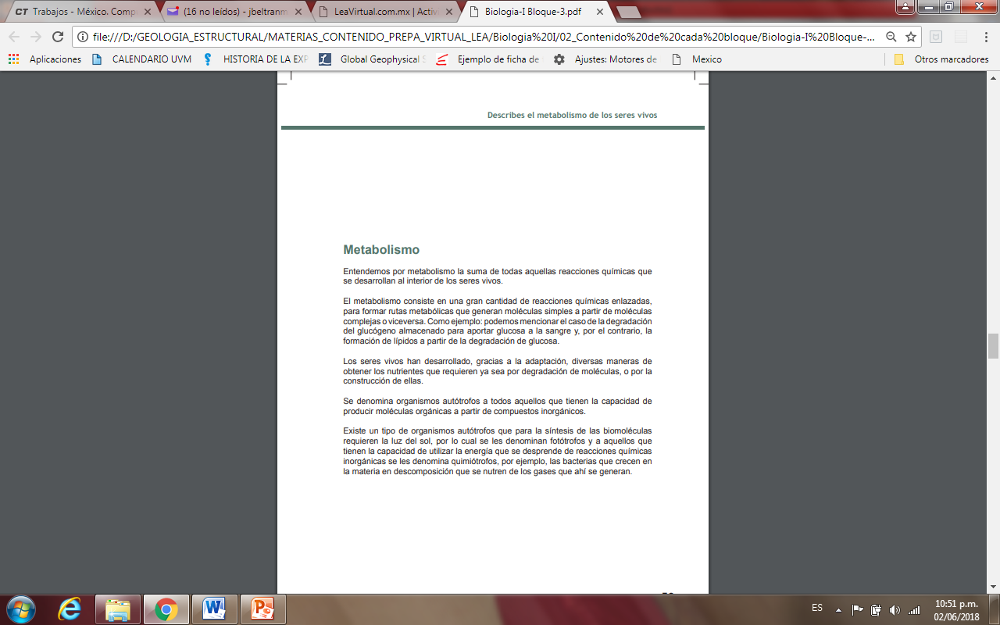 CT Trabajos - México. Comp
(16 no leídos) - jbeltranm
LeaVirtual.com.mx | Activ
Biologia-I Bloque-3.pdf
file:///D:/GEOLOGIA_ESTRUCTURAL/MATERIAS_CONTENIDO_PREPA_VIRTUAL_LEA/Biologia%20I/02_Contenido%20de%20cada%20bloque/Biologia-I%20Bloque-...
Aplicaciones CALENDARIO UVM HISTORIA DE LA EXP Global Geophysical S Ejemplo de ficha de Ajustes: Motores de Mexico Otros marcadores
Describes el metabolismo de los seres vivos
Metabolismo
Entendemos por metabolismo la suma de todas aquellas reacciones químicas que
se desarrollan al interior de los seres vivos.
El metabolismo consiste en una gran cantidad de reacciones químicas enlazadas,
para formar rutas metabólicas que generan moléculas simples a partir de moléculas
complejas o viceversa. Como ejemplo: podemos mencionar el caso de la degradación
del glucógeno almacenado para aportar glucosa a la sangre y, por el contrario, la
formación de lípidos a partir de la degradación de glucosa.
Los seres vivos han desarrollado, gracias a la adaptación, diversas maneras de
obtener los nutrientes que requieren ya sea por degradación de moléculas, o por la
construcción de ellas.
Se denomina organismos autótrofos a todos aquellos que tienen la capacidad de
producir moléculas orgánicas a partir de compuestos inorgánicos.
Existe un tipo de organismos autótrofos que para la síntesis de las biomoléculas
requieren la luz del sol, por lo cual se les denominan fotótrofos y a aquellos que
tienen la capacidad de utilizar la energía que se desprende de reacciones químicas
inorgánicas se les denomina quimiótrofos, por ejemplo, las bacterias que crecen en
la materia en descomposición que se nutren de los gases que ahí se generan.
ES
10:51 p.m.
02/06/2018